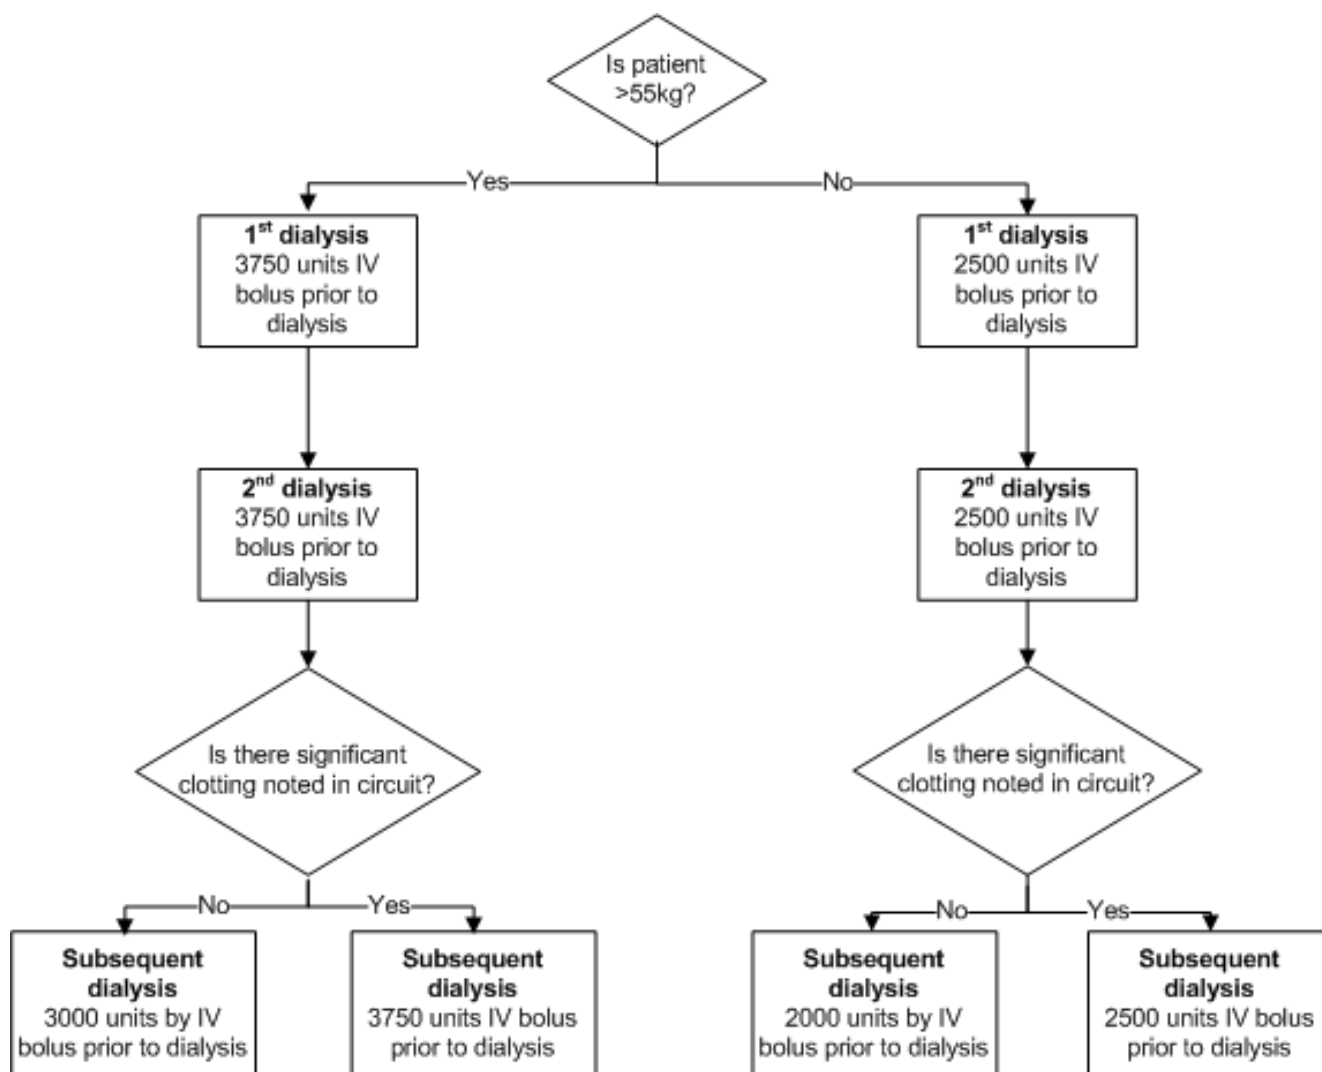 Is patient
>55kg?
Yes
No
1st dialysis
3750 units IV
bolus prior to
dialysis
1st dialysis
2500 units IV
bolus prior to
dialysis
2nd dialysis
3750 units IV
bolus prior to
dialysis
2nd dialysis
2500 units IV
bolus prior to
dialysis
Is there significant
clotting noted in circuit?
Is there significant
clotting noted in circuit?
No
Yes
No
Yes
Subsequent
dialysis
3000 units by IV
bolus prior to dialysis
Subsequent
dialysis
3750 units IV bolus
prior to dialysis
Subsequent
dialysis
2000 units by IV
bolus prior to dialysis
Subsequent
dialysis
2500 units IV bolus
prior to dialysis